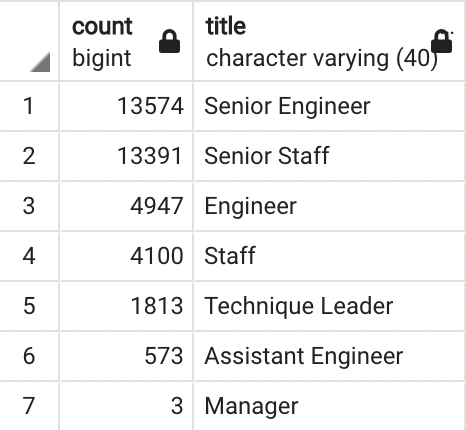 count title
bigint character varying (40)
1 13574 Senior Engineer
2 13391 Senior Staff
3 4947 Engineer
4 4100 Staff
5 1813 Technique Leader
6 573 Assistant Engineer
7 3 Manager